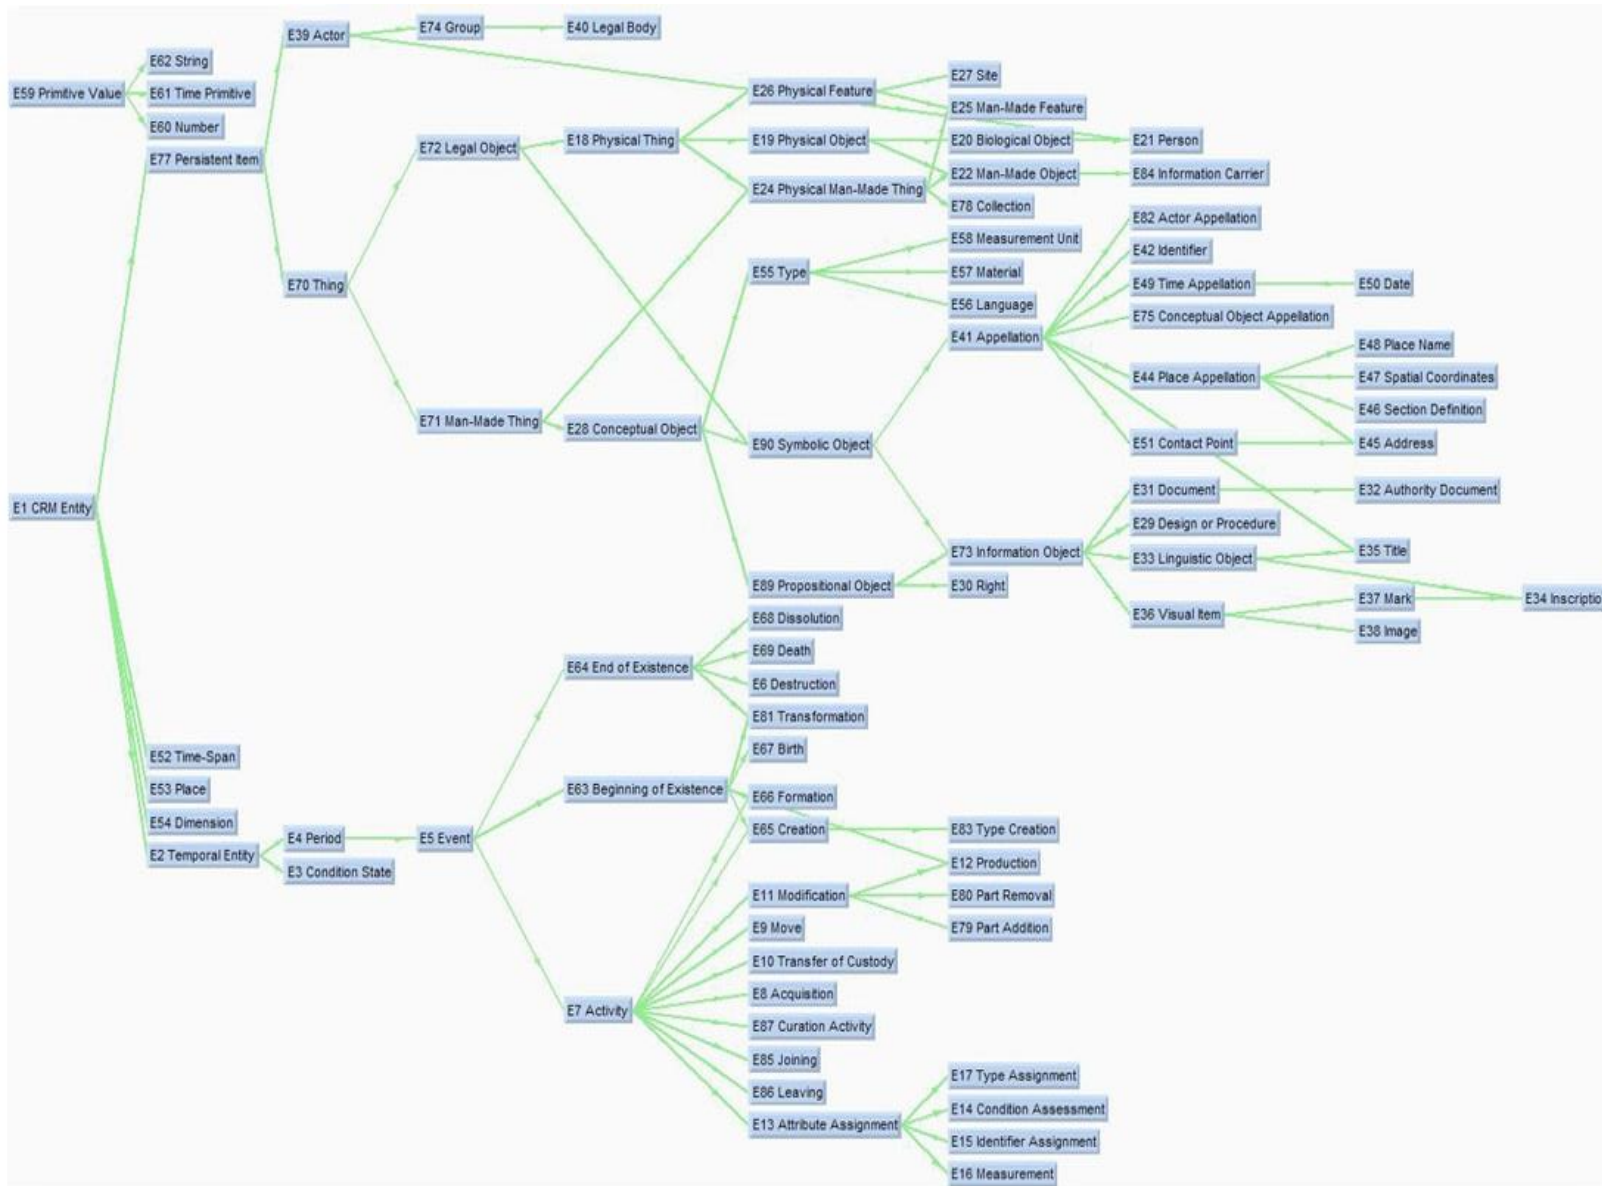 E59 Primitive Value
E62 String
E61 Time Primitive
E60 Number
E1 CRM Entity
E77 Persistent Item
E52 Time-Span
E53 Place
E54 Dimension
E2 Temporal Entity
E39 Actor
E70 Thing
E4 Period
E3 Condition State
E74 Group
E72 Legal Object
E71 Man-Made Thing
E5 Event
E40 Legal Body
E18 Physical Thing
E28 Conceptual Object
E64 End of Existence
E63 Beginning of Existence
E7 Activity
E26 Physical Feature
E19 Physical Object
E24 Physical Man-Made Thing
E55 Type
E90 Symbolic Object
E89 Propositional Object
E68 Dissolution
E69 Death
E6 Destruction
E81 Transformation
E67 Birth
E66 Formation
E65 Creation
E11 Modification
E9 Move
E10 Transfer of Custody
E8 Acquisition
E87 Curation Activity
E85 Joining
E86 Leaving
E13 Attribute Assignment
E27 Site
E25 Man-Made Feature
E20 Biological Object
E22 Man-Made Object
E78 Collection
E58 Measurement Unit
E57 Material
E56 Language
E41 Appellation
E73 Information Object
E30 Right
E83 Type Creation
E12 Production
E80 Part Removal
E79 Part Addition
E17 Type Assignment
E14 Condition Assessment
E15 Identifier Assignment
E16 Measurement
E21 Person
E84 Information Carrier
E82 Actor Appellation
E42 Identifier
E49 Time Appellation
E75 Conceptual Object Appellation
E44 Place Appellation
E51 Contact Point
E31 Document
E29 Design or Procedure
E33 Linguistic Object
E36 Visual Item
E50 Date
E48 Place Name
E47 Spatial Coordinates
E46 Section Definition
E45 Address
E32 Authority Document
E35 Title
E37 Mark
E38 Image
E34 Inscriptio